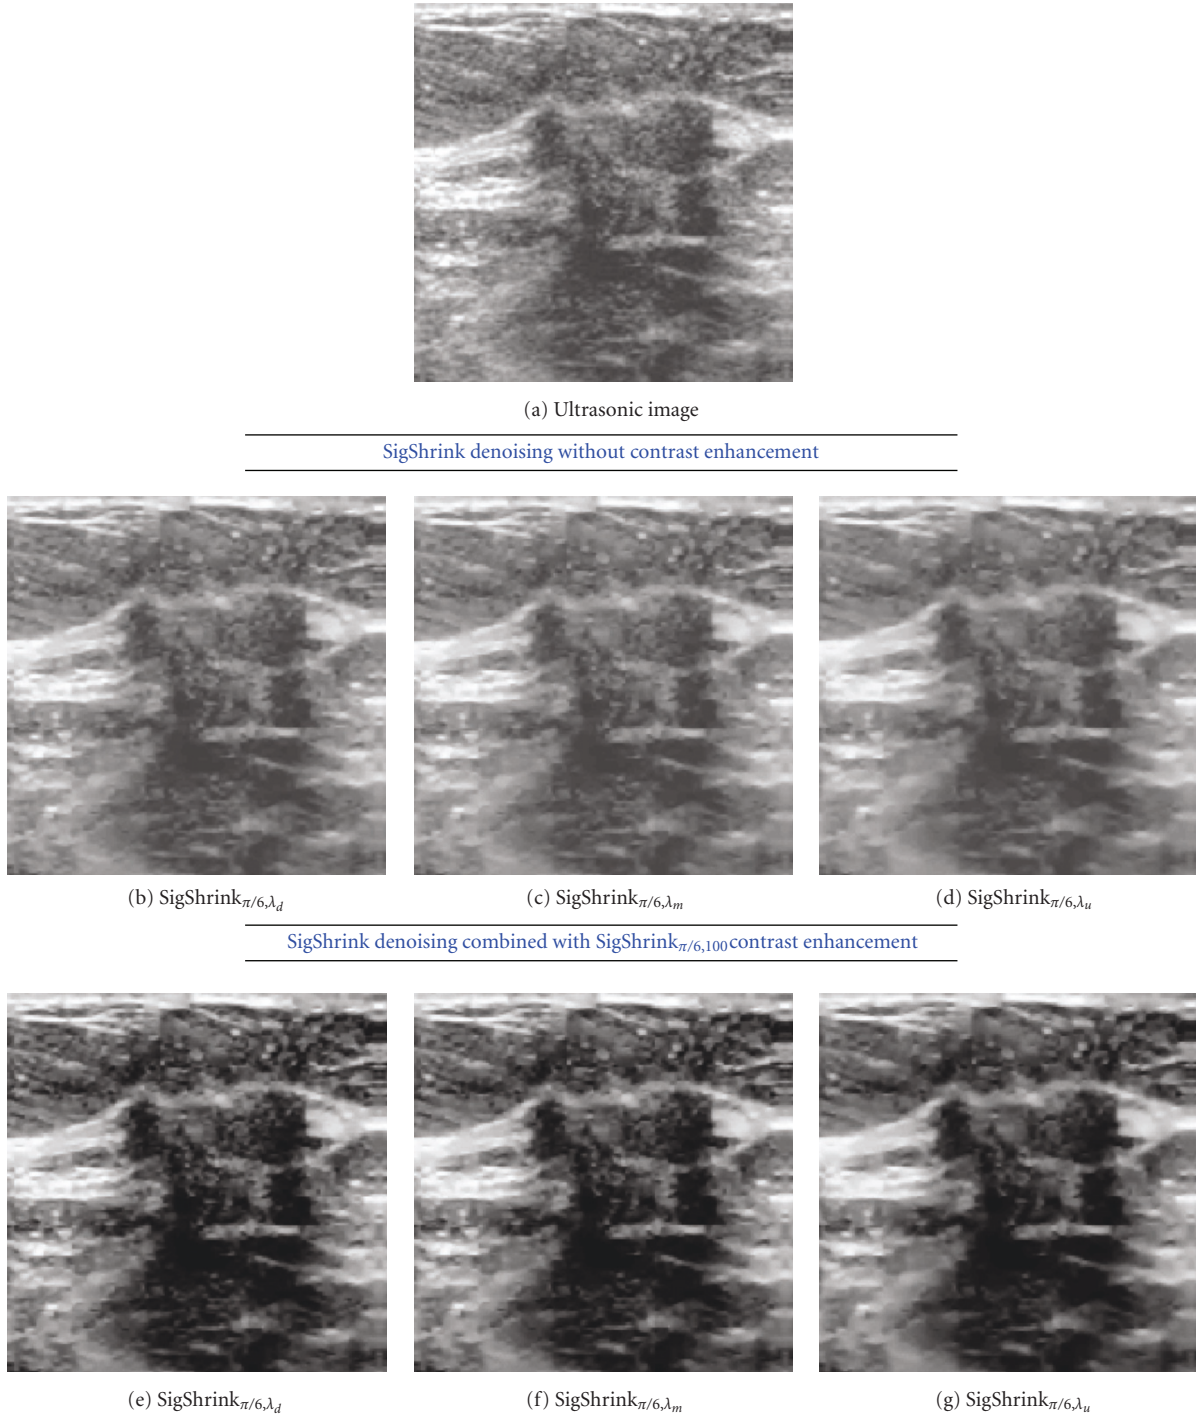 (a) Ultrasonic image
SigShrink denoising without contrast enhancement
(b) SigShrinkπ/6,λd
(c) SigShrinkπ/6,λm
(d) SigShrinkπ/6,λu
SigShrink denoising combined with SigShrinkπ/6,100contrast enhancement
(e) SigShrinkπ/6,λd
(f) SigShrinkπ/6,λm
(g) SigShrinkπ/6,λu